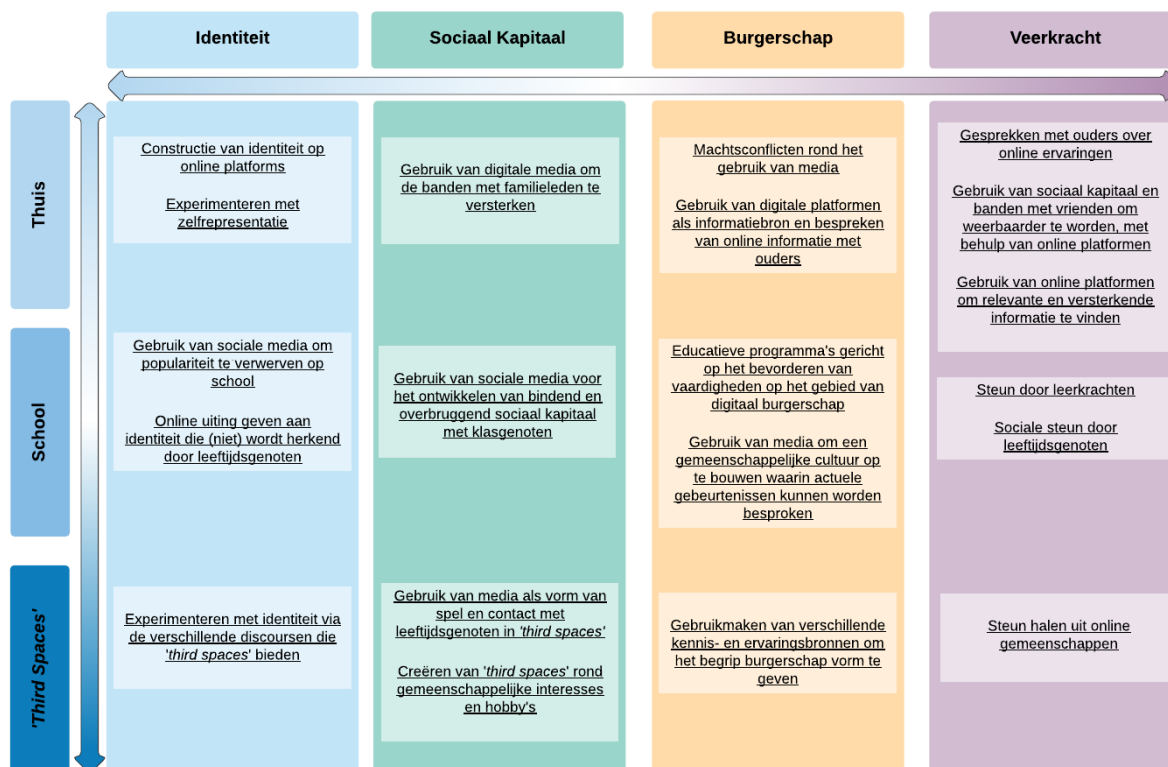 Identiteit
Sociaal Kapitaal
Burgerschap
Veerkracht
Thuis
Constructie van identiteit op
online platforms
Experimenteren met
zelfrepresentatie
Gebruik van digitale media om
de banden met familieleden te
versterken
Machtsconflicten rond het
gebruik van media
Gebruik van digitale platformen
als informatiebron en bespreken
van online informatie met
ouders
Gesprekken met ouders over
online ervaringen
Gebruik van sociaal kapitaal en
banden met vrienden om
weerbaarder te worden, met
behulp van online platformen
Gebruik van online platformen
om relevante en versterkende
informatie te vinden
School
Gebruik van sociale media om
populariteit te verwerven op
school
Online uiting geven aan
identiteit die (niet) wordt herkend
door leeftijdsgenoten
Gebruik van sociale media voor
het ontwikkelen van bindend en
overbruggend sociaal kapitaal
met klasgenoten
Educatieve programma's gericht
op het bevorderen van
vaardigheden op het gebied van
digitaal burgerschap
Gebruik van media om een
gemeenschappelijke cultuur op
te bouwen waarin actuele
gebeurtenissen kunnen worden
besproken
Steun door leerkrachten
Sociale steun door
leeftijdsgenoten
'Third Spaces'
Experimenteren met identiteit via
de verschillende discoursen die
'third spaces' bieden
Gebruik van media als vorm van
spel en contact met
leeftijdsgenoten in 'third spaces'
Creëren van 'third spaces' rond
gemeenschappelijke interesses
en hobby's
Gebruikmaken van verschillende
kennis- en ervaringsbronnen om
het begrip burgerschap vorm te
geven
Steun halen uit online
gemeenschappen